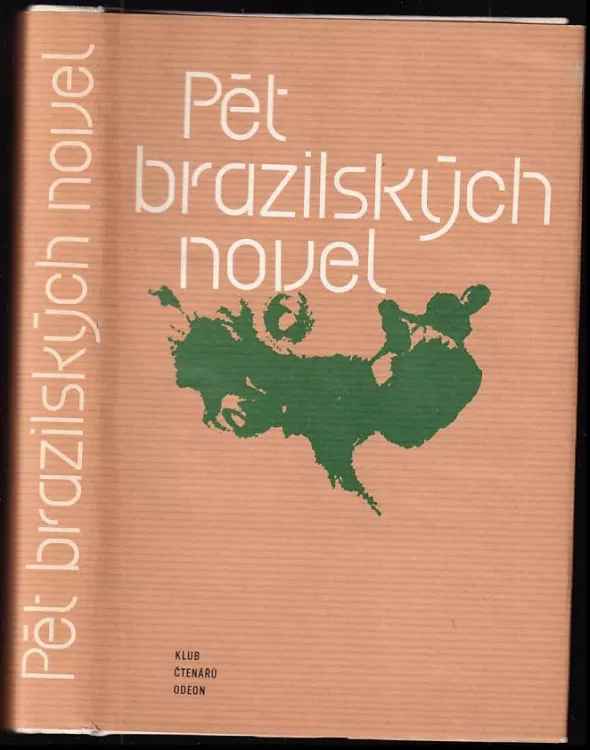 Pět brazilských novel
Pět
brazilských
novel
KLUB
ČTENÁŘŮ
ODEON